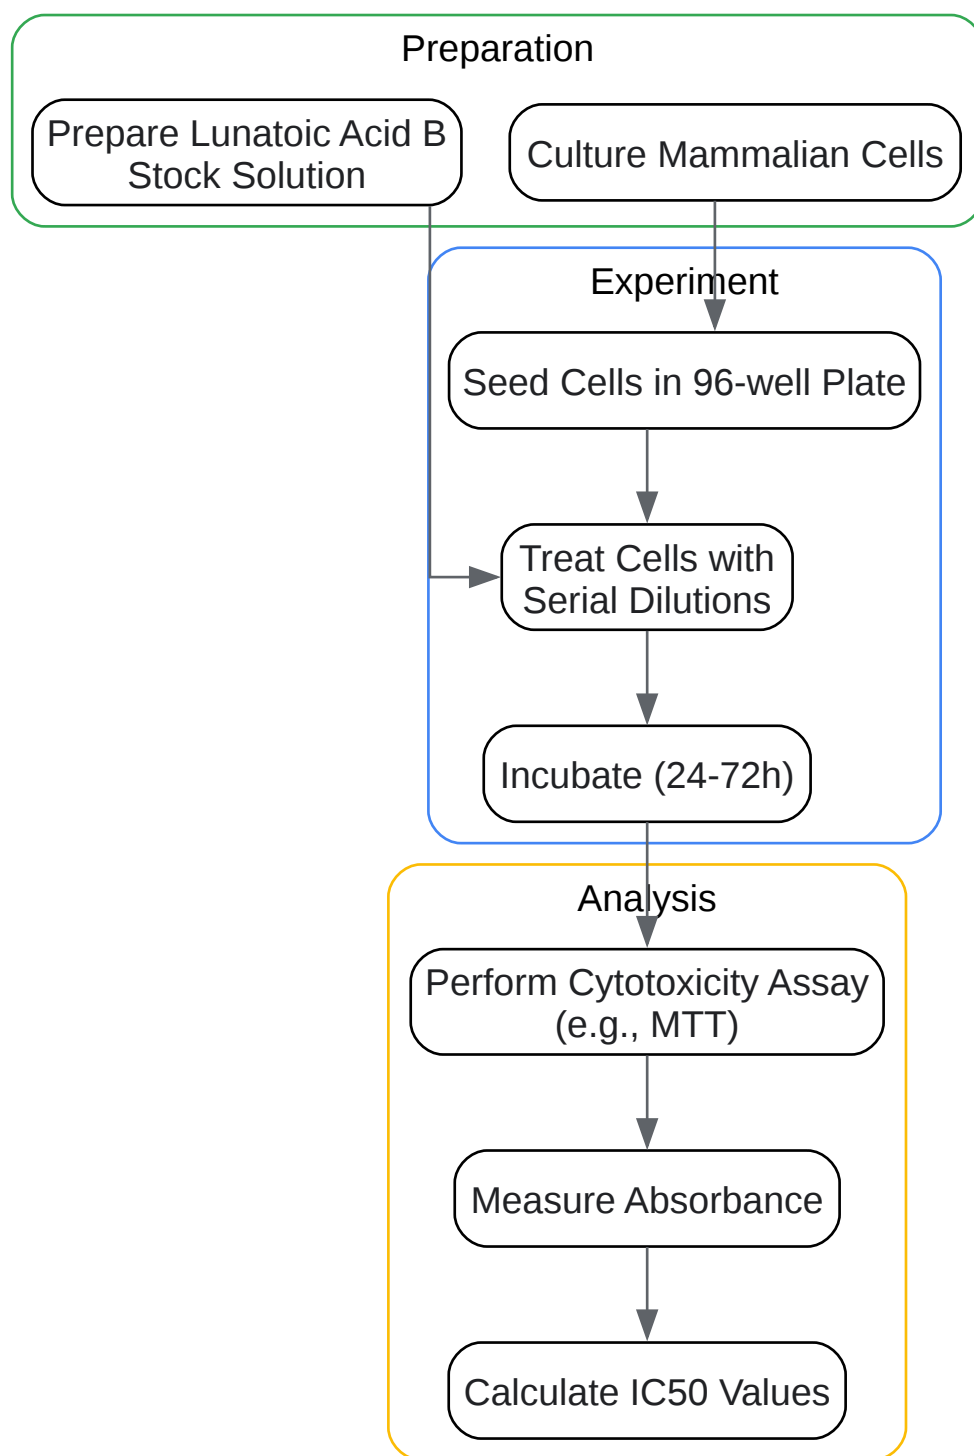 Preparation
Prepare Lunatoic Acid B
Stock Solution
Culture Mammalian Cells
Experiment
Seed Cells in 96-well Plate
Treat Cells with
Serial Dilutions
Incubate (24-72h)
Analysis
Perform Cytotoxicity Assay
(e.g., MTT)
Measure Absorbance
Calculate IC50 Values